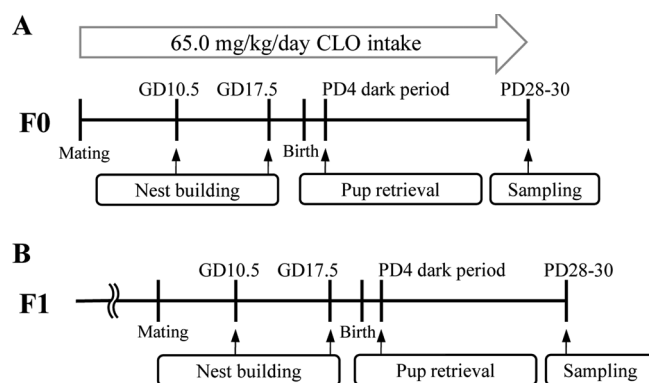 A
65.0 mg/kg/day CLO intake
GD10.5 GD17.5 PD4 dark period PD28-30
F0
Mating Birth
Nest building Pup retrieval Sampling
B
GD10.5 GD17.5 PD4 dark period PD28-30
F1
Mating Birth
Nest building Pup retrieval Sampling